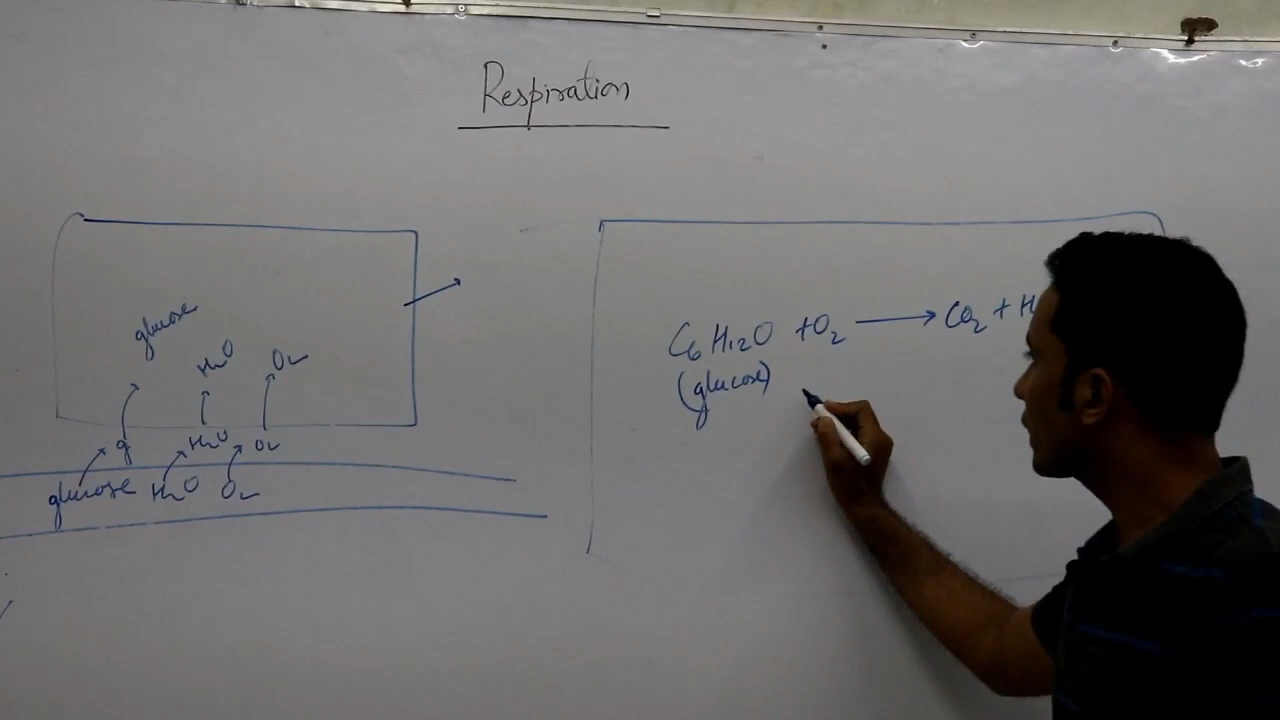 Respiration
glucose
H2O
O2
g
H2O
O2
glucose H2O O2
C6H12O + O2 → CO2 + H
(glucose)